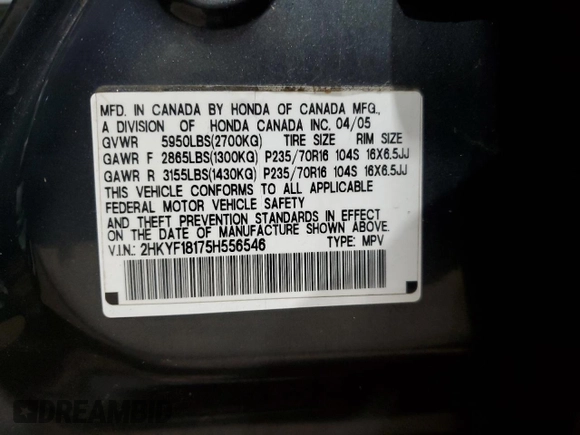 MFD. IN CANADA BY HONDA OF CANADA MFG.,
A DIVISION OF HONDA CANADA INC. 04/05
GVWR 5950LBS(2700KG) TIRE SIZE RIM SIZE
GAWR F 2865LBS(1300KG) P235/70R16 104S 16X6.5JJ
GAWR R 3155LBS(1430KG) P235/70R16 104S 16X6.5JJ
THIS VEHICLE CONFORMS TO ALL APPLICABLE
FEDERAL MOTOR VEHICLE SAFETY
AND THEFT PREVENTION STANDARDS IN EFFECT
ON THE DATE OF MANUFACTURE SHOWN ABOVE.
V.I.N.: 2HKYF18175H556546 TYPE: MPV
DREAMBID